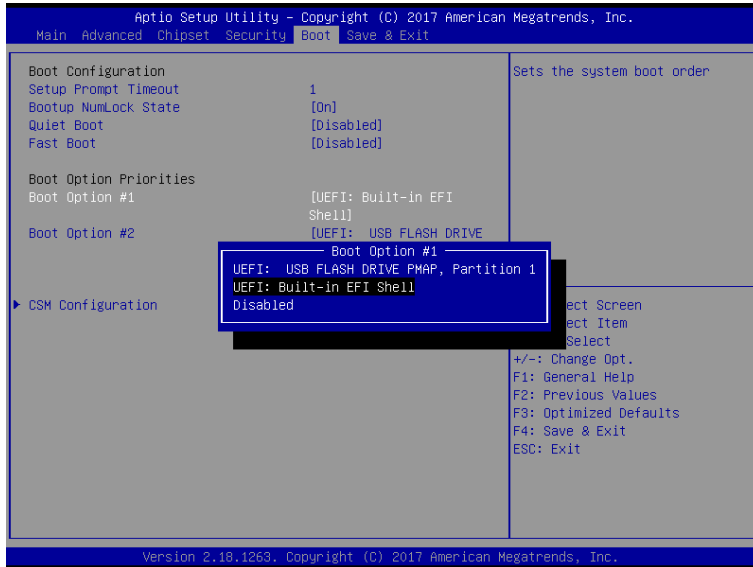 Aptio Setup Utility – Copyright (C) 2017 American Megatrends, Inc.
Main Advanced Chipset Security Boot Save & Exit
Boot Configuration
Setup Prompt Timeout 1
Bootup NumLock State [On]
Quiet Boot [Disabled]
Fast Boot [Disabled]
Boot Option Priorities
Boot Option #1 [UEFI: Built-in EFI
Shell]
Boot Option #2 [UEFI: USB FLASH DRIVE
CSM Configuration
Boot Option #1
UEFI: USB FLASH DRIVE PMAP, Partition 1
UEFI: Built-in EFI Shell
Disabled
Sets the system boot order
Screen
Item
Select
+/-: Change Opt.
F1: General Help
F2: Previous Values
F3: Optimized Defaults
F4: Save & Exit
ESC: Exit
Version 2.18.1263. Copyright (C) 2017 American Megatrends, Inc.